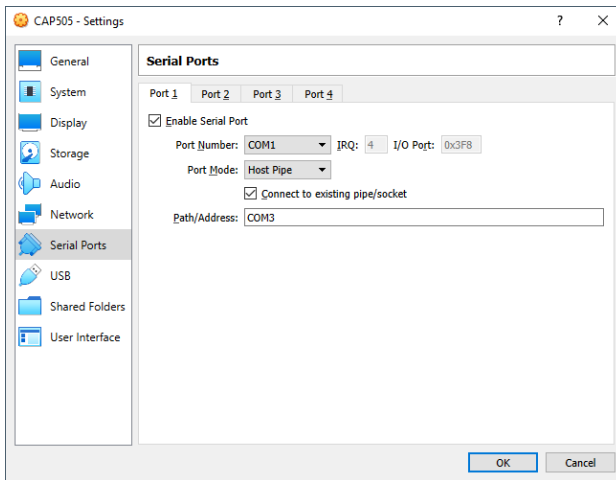 CAP505 - Settings
? ×
General
System
Display
Storage
Audio
Network
Serial Ports
USB
Shared Folders
User Interface
Serial Ports
Port 1 Port 2 Port 3 Port 4
Enable Serial Port
Port Number: COM1 IRQ: 4 I/O Port: 0x3F8
Port Mode: Host Pipe
Connect to existing pipe/socket
Path/Address: COM3
OK Cancel